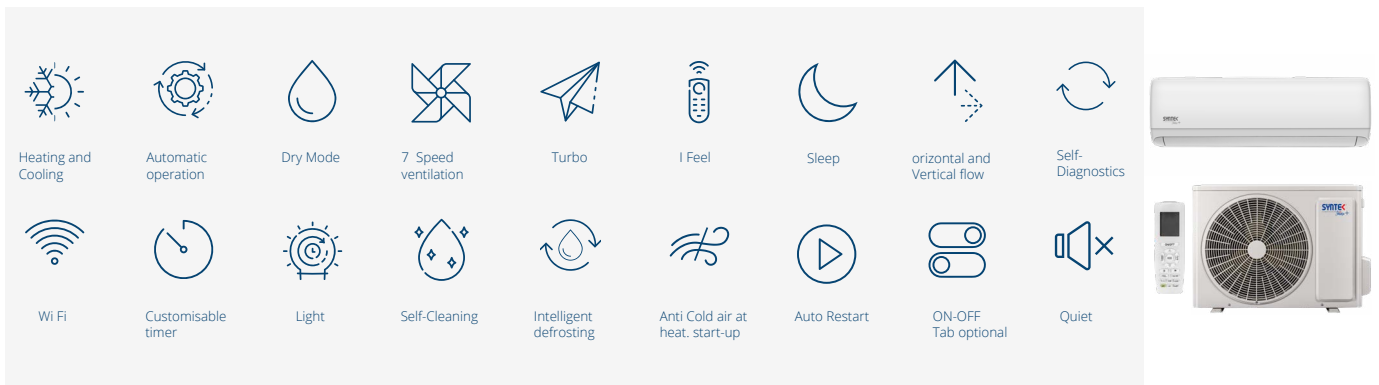 Heating and
Cooling
Automatic
operation
Dry Mode
7 Speed
ventilation
Turbo
I Feel
Sleep
orizontal and
Vertical flow
Self-
Diagnostics
SYNTEK
SYNTEK
Wi Fi
Customisable
timer
Light
Self-Cleaning
Intelligent
defrosting
Anti Cold air at
heat. start-up
Auto Restart
ON-OFF
Tab optional
Quiet